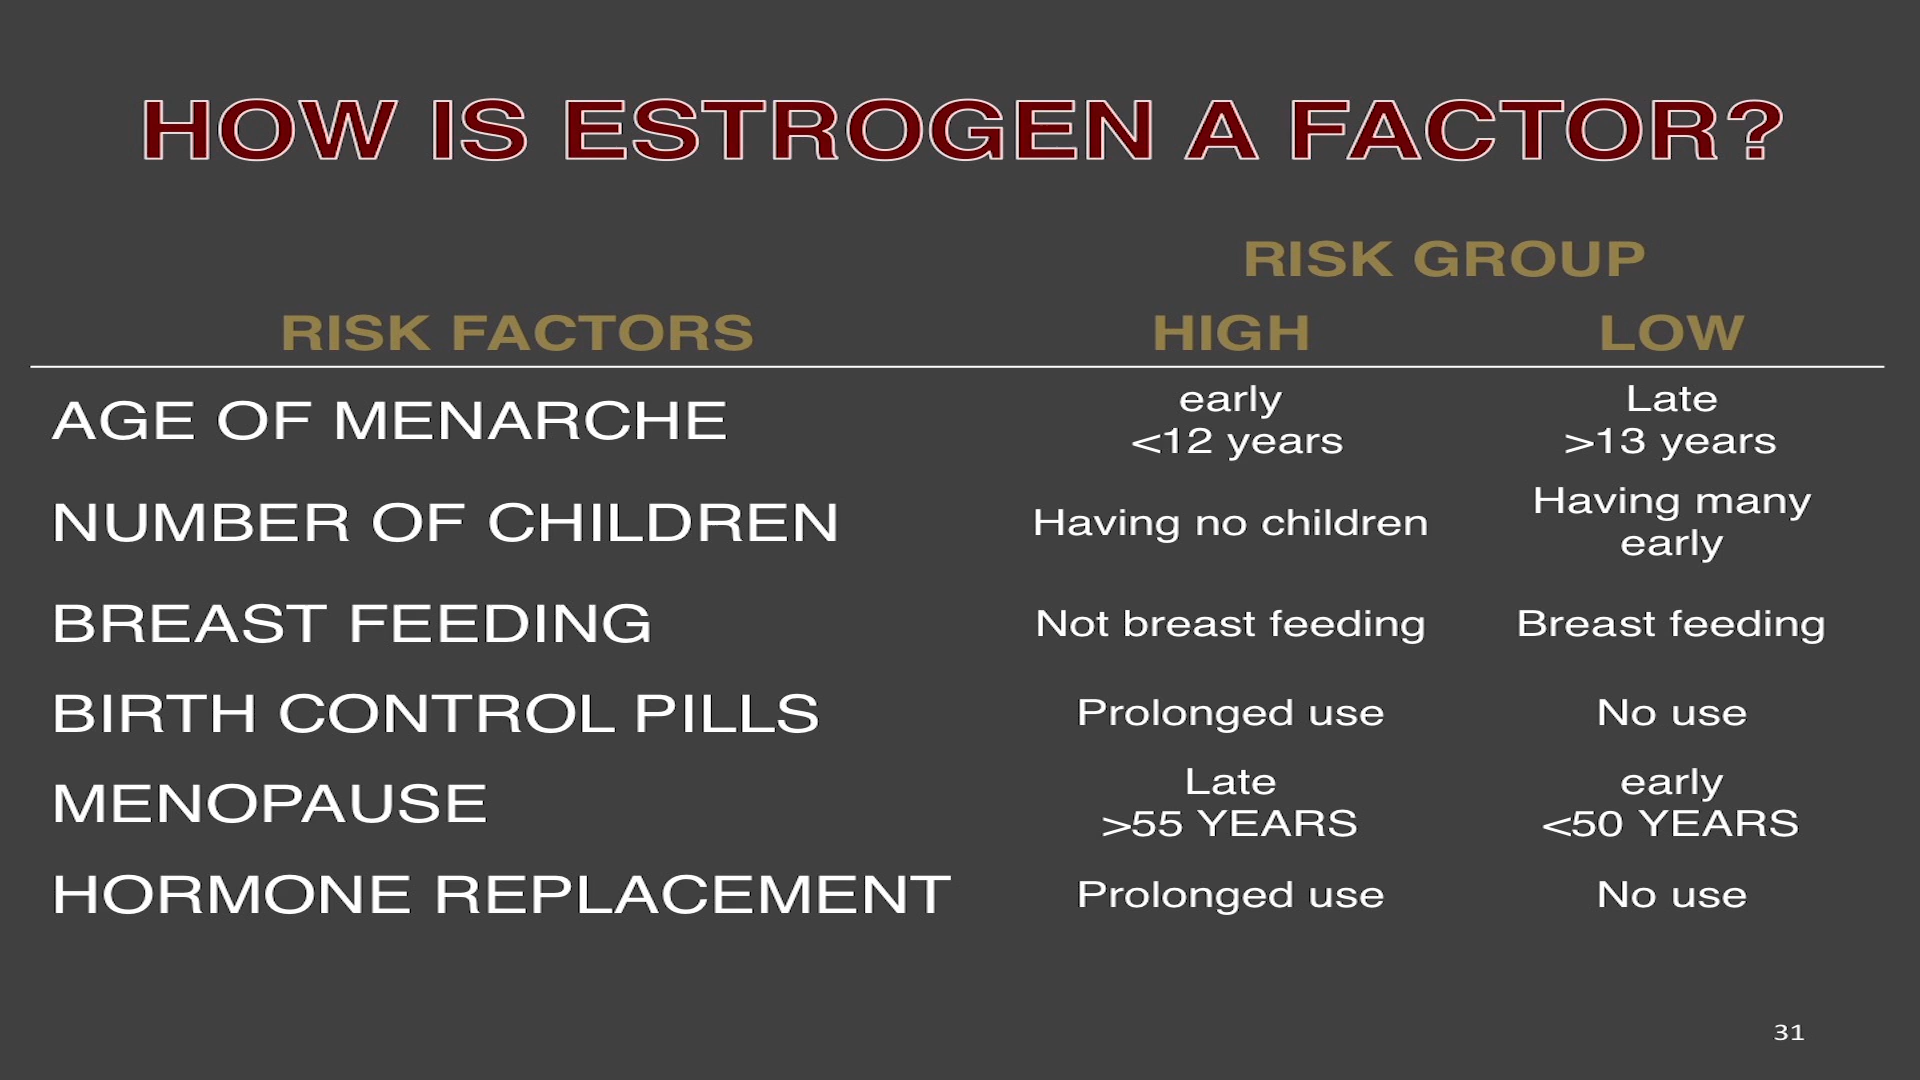 HOW IS ESTROGEN A FACTOR?
RISK GROUP
RISK FACTORS HIGH LOW
AGE OF MENARCHE early <12 years Late >13 years
NUMBER OF CHILDREN Having no children Having many early
BREAST FEEDING Not breast feeding Breast feeding
BIRTH CONTROL PILLS Prolonged use No use
MENOPAUSE Late >55 YEARS early <50 YEARS
HORMONE REPLACEMENT Prolonged use No use
31